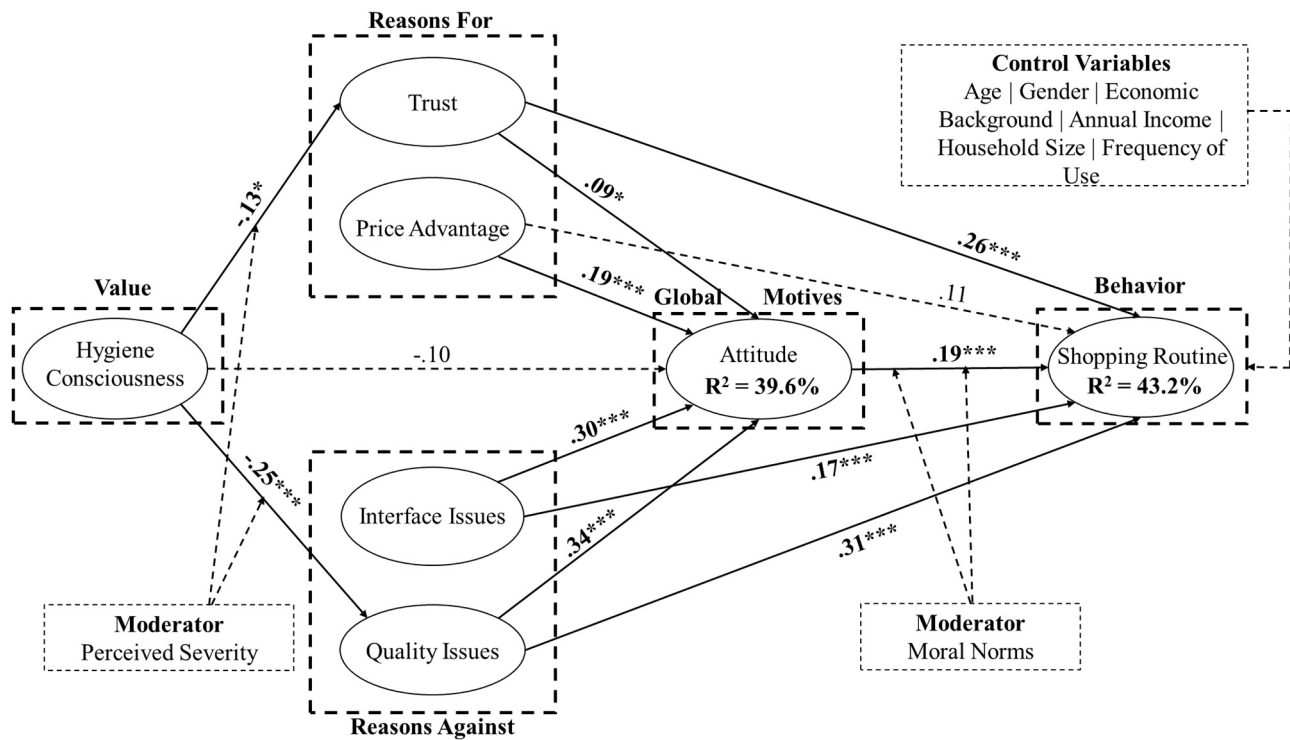 Reasons For
Trust
Price Advantage
Control Variables
Age | Gender | Economic
Background | Annual Income |
Household Size | Frequency of
Use
-.13*
.09*
.26***
.19***
.11
Value
Hygiene
Consciousness
-.10
Global Motives
Attitude
R² = 39.6%
.19***
Behavior
Shopping Routine
R² = 43.2%
-.25***
.30***
.17***
.34***
.31***
Interface Issues
Quality Issues
Reasons Against
Moderator
Perceived Severity
Moderator
Moral Norms